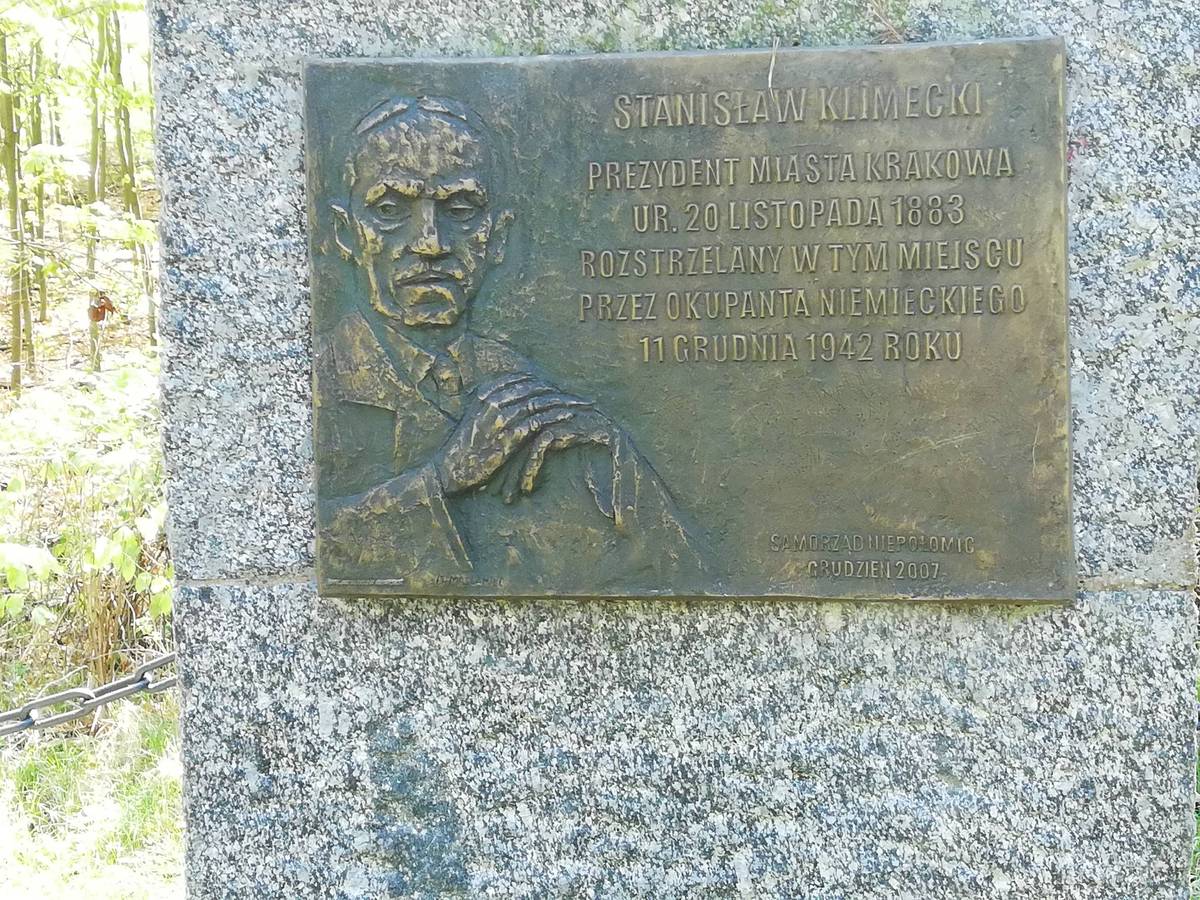 STANISŁAW KLIMECKI
PREZYDENT MIASTA KRAKOWA
UR. 20 LISTOPADA 1883
ROZSTRZELANY W TYM MIEJSCU
PRZEZ OKUPANTA NIEMIECKIEGO
11 GRUDNIA 1942 ROKU
SAMORZĄD NIEPOŁOMIC
GRUDZIEŃ 2007